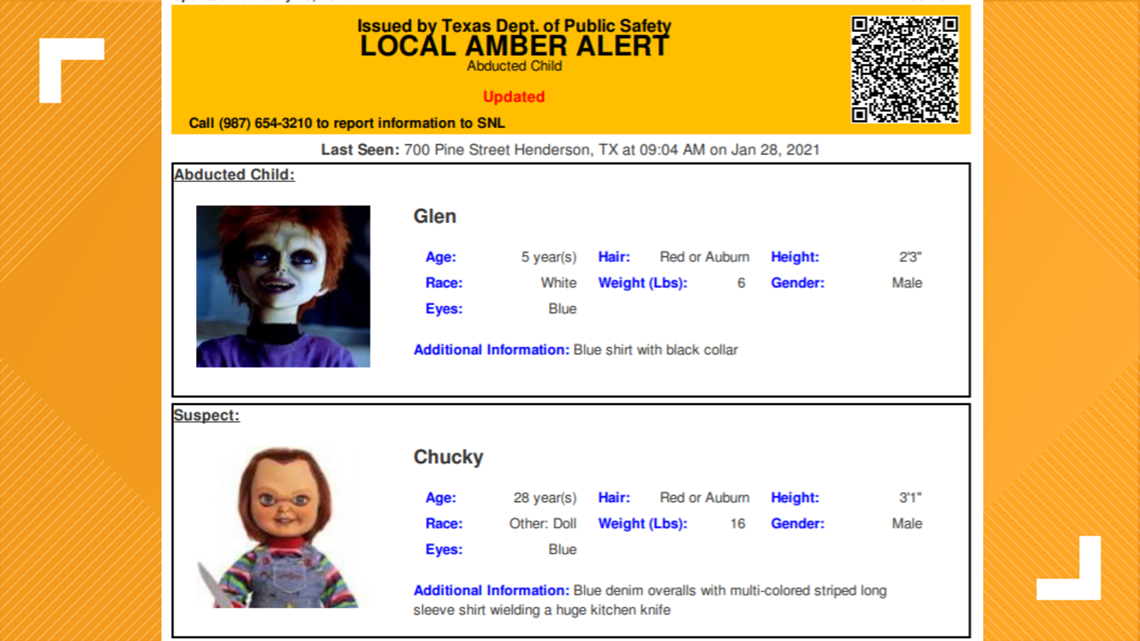 Issued by Texas Dept. of Public Safety
LOCAL AMBER ALERT
Abducted Child
Updated
Call (987) 654-3210 to report information to SNL
Last Seen: 700 Pine Street Henderson, TX at 09:04 AM on Jan 28, 2021
Abducted Child:
Glen
Age: 5 year(s) Hair: Red or Auburn Height: 2'3"
Race: White Weight (Lbs): 6 Gender: Male
Eyes: Blue
Additional Information: Blue shirt with black collar
Suspect:
Chucky
Age: 28 year(s) Hair: Red or Auburn Height: 3'1"
Race: Other: Doll Weight (Lbs): 16 Gender: Male
Eyes: Blue
Additional Information: Blue denim overalls with multi-colored striped long
sleeve shirt wielding a huge kitchen knife